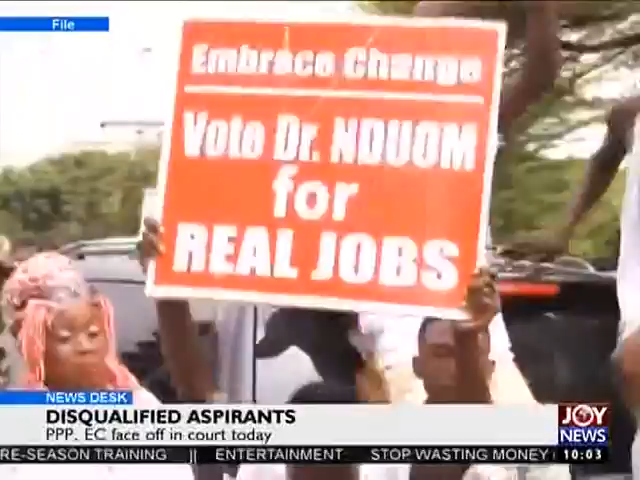 File
Embrace Change
Vote Dr. NDUOM
for
REAL JOBS
NEWS DESK
DISQUALIFIED ASPIRANTS
PPP, EC face off in court today
JOY
NEWS
RE-SEASON TRAINING || ENTERTAINMENT STOP WASTING MONEY
10:03